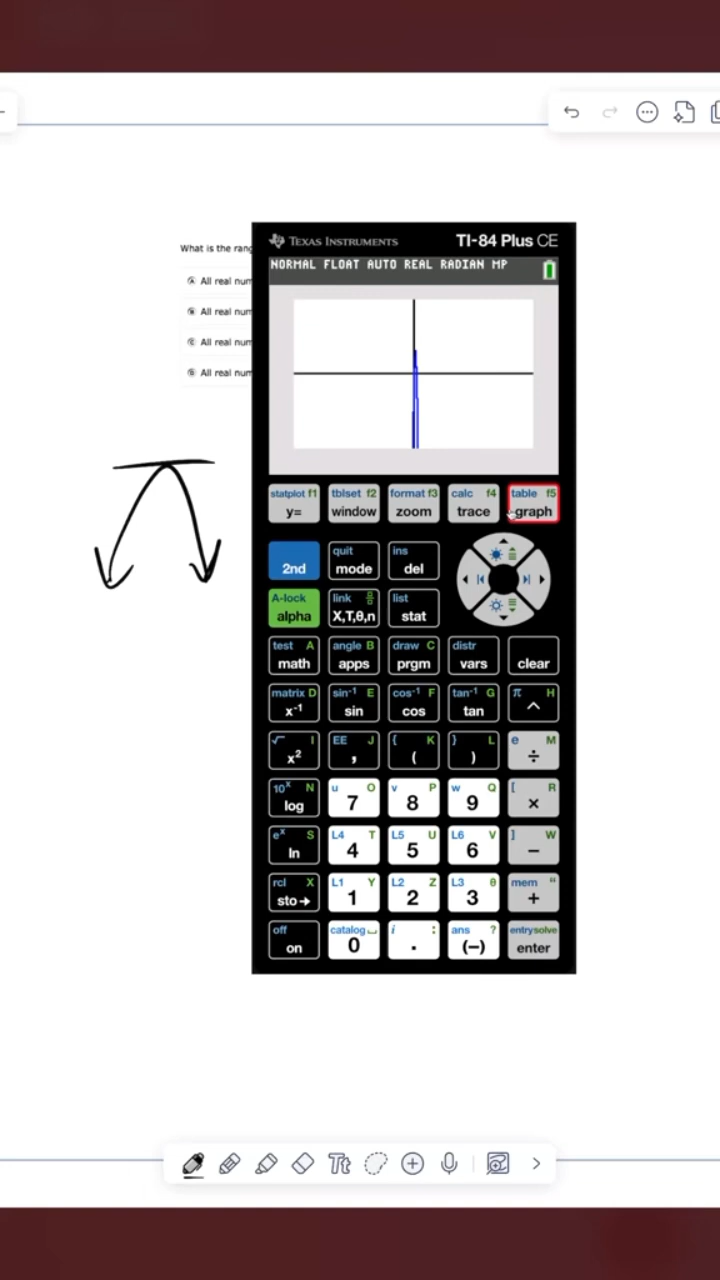 What is the rang
A All real num
B All real num
C All real num
D All real num
TEXAS INSTRUMENTS TI-84 Plus CE
NORMAL FLOAT AUTO REAL RADIAN MP
statplot f1 tblset f2 format f3 calc f4 table f5
y= window zoom trace graph
quit ins
2nd mode del
A-lock link list
alpha X,T,θ,n stat
test A angle B draw C distr
math apps prgm vars clear
matrix D sin-1 E cos-1 F tan-1 G π H
x-1 sin cos tan ^
√ I EE J { K } L e M
x² , ( ) ÷
10x N u O v P w Q [ R
log 7 8 9 ×
ex S L4 T L5 U L6 V ] W
ln 4 5 6 −
rcl X L1 Y L2 Z L3 θ mem "
sto→ 1 2 3 +
off catalog i : ans ? entry solve
on 0 . (−) enter
Tt